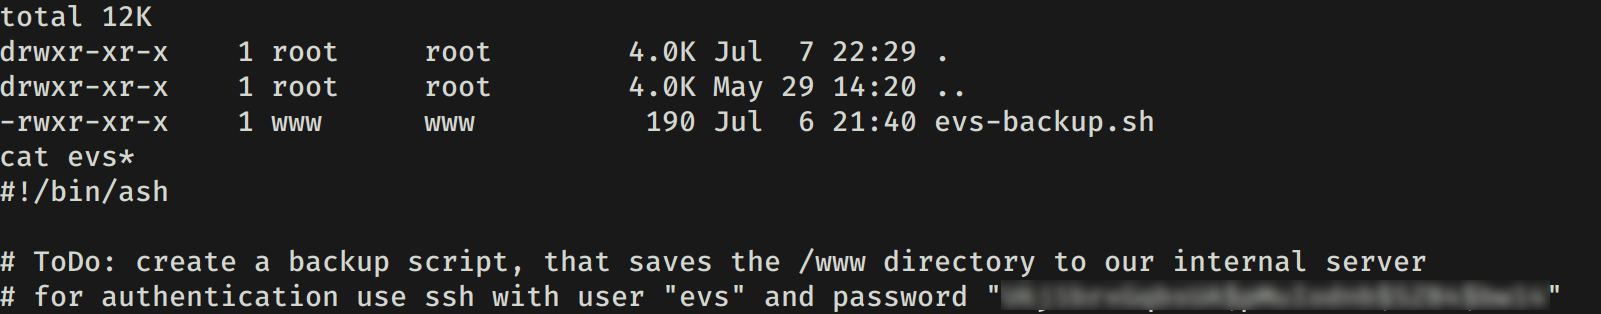 total 12K
drwxr-xr-x    1 root     root        4.0K Jul  7 22:29 .
drwxr-xr-x    1 root     root        4.0K May 29 14:20 ..
-rwxr-xr-x    1 www      www          190 Jul  6 21:40 evs-backup.sh
cat evs*
#!/bin/ash
# ToDo: create a backup script, that saves the /www directory to our internal server
# for authentication use ssh with user "evs" and password ""